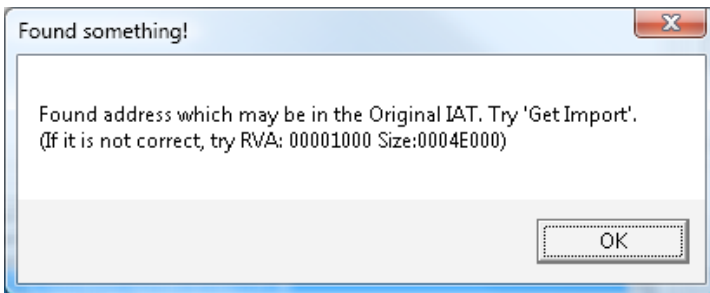 Found something!
Found address which may be in the Original IAT. Try 'Get Import'.
(If it is not correct, try RVA: 00001000 Size:0004E000)
OK